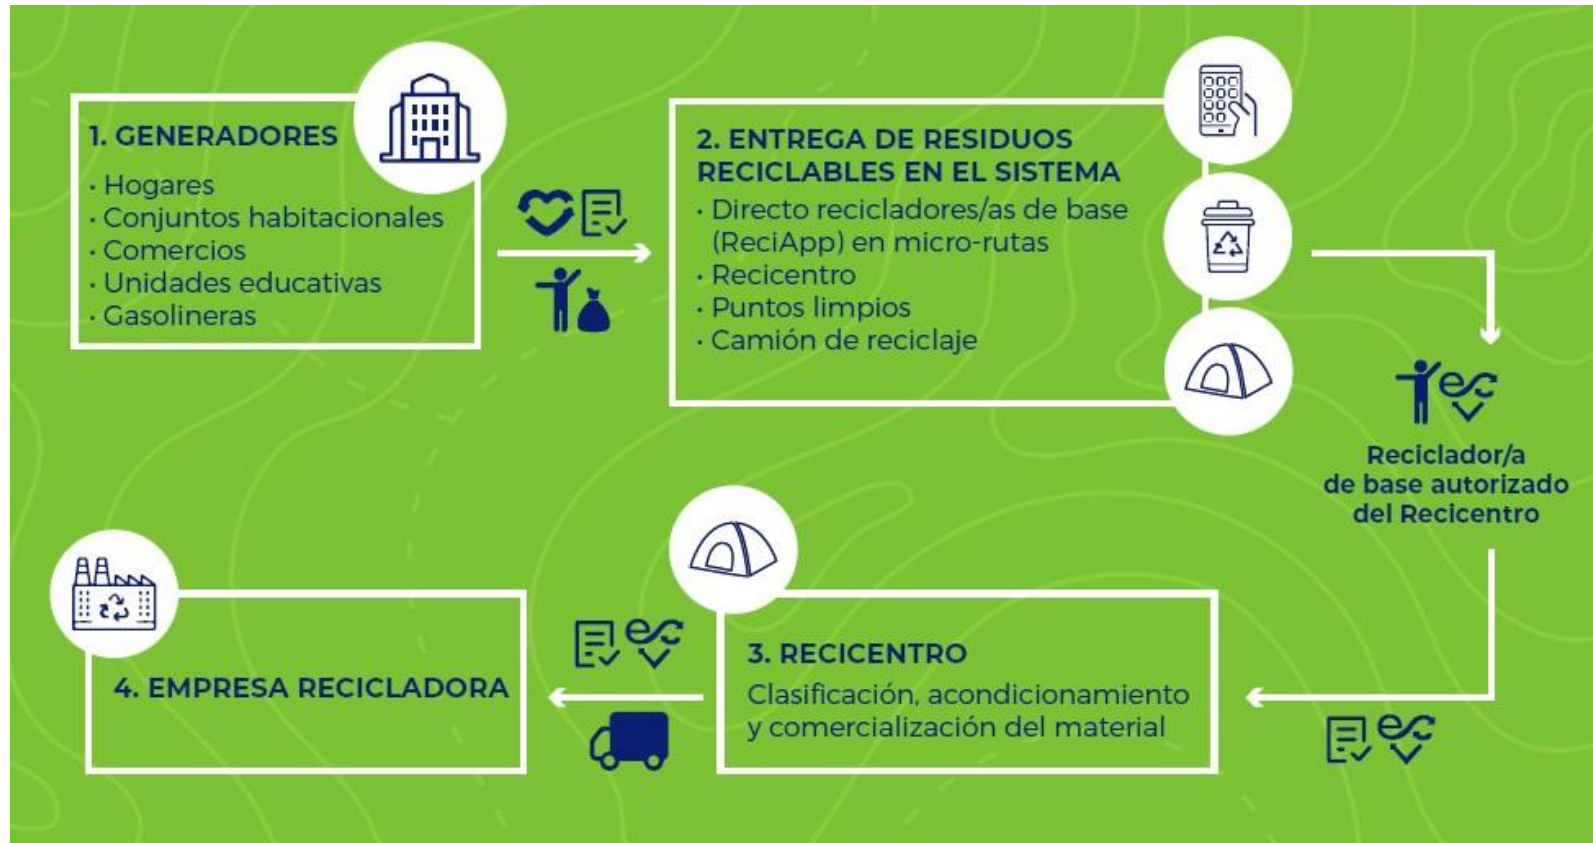 1. GENERADORES
· Hogares
· Conjuntos habitacionales
· Comercios
· Unidades educativas
· Gasolineras
2. ENTREGA DE RESIDUOS
RECICLABLES EN EL SISTEMA
· Directo recicladores/as de base
(ReciApp) en micro-rutas
· Recicentro
· Puntos limpios
· Camión de reciclaje
Reciclador/a
de base autorizado
del Recicentro
3. RECICENTRO
Clasificación, acondicionamiento
y comercialización del material
4. EMPRESA RECICLADORA